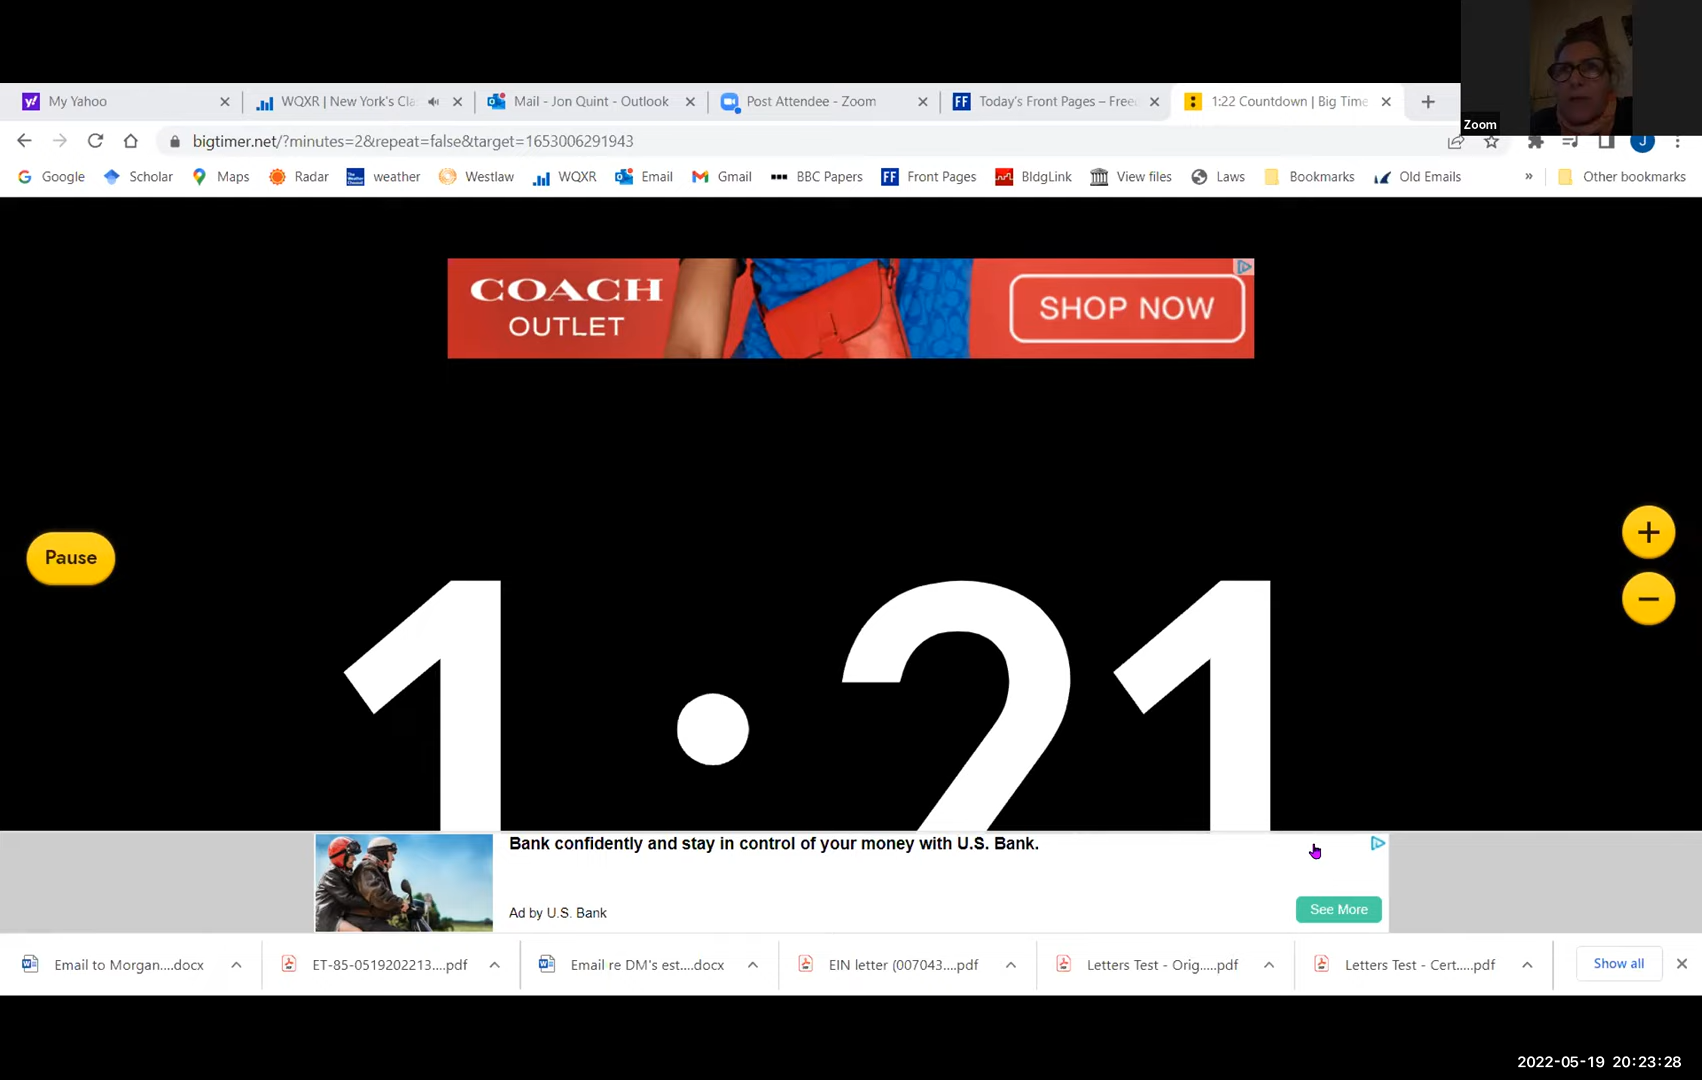 My Yahoo
WQXR | New York's Cla
Mail - Jon Quint - Outlook
Post Attendee - Zoom
Today's Front Pages – Free
1:22 Countdown | Big Time
Zoom
bigtimer.net/?minutes=2&repeat=false&target=1653006291943
J
Google
Scholar
Maps
Radar
weather
Westlaw
WQXR
Email
Gmail
BBC Papers
FF
Front Pages
BldgLink
View files
Laws
Bookmarks
Old Emails
»
Other bookmarks
COACH
OUTLET
SHOP NOW
Pause
+
−
1:21
Bank confidently and stay in control of your money with U.S. Bank.
Ad by U.S. Bank
See More
Email to Morgan....docx
ET-85-0519202213....pdf
Email re DM's est....docx
EIN letter (007043....pdf
Letters Test - Orig.....pdf
Letters Test - Cert.....pdf
Show all
2022-05-19 20:23:28